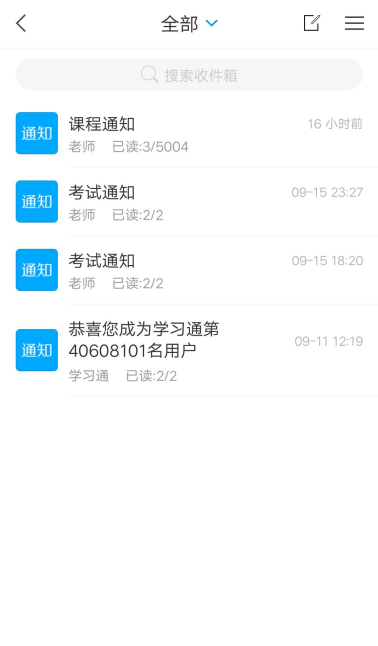 全部
搜索收件箱
通知
课程通知
16 小时前
老师 已读:3/5004
通知
考试通知
09-15 23:27
老师 已读:2/2
通知
考试通知
09-15 18:20
老师 已读:2/2
通知
恭喜您成为学习通第
40608101名用户
09-11 12:19
学习通 已读:2/2